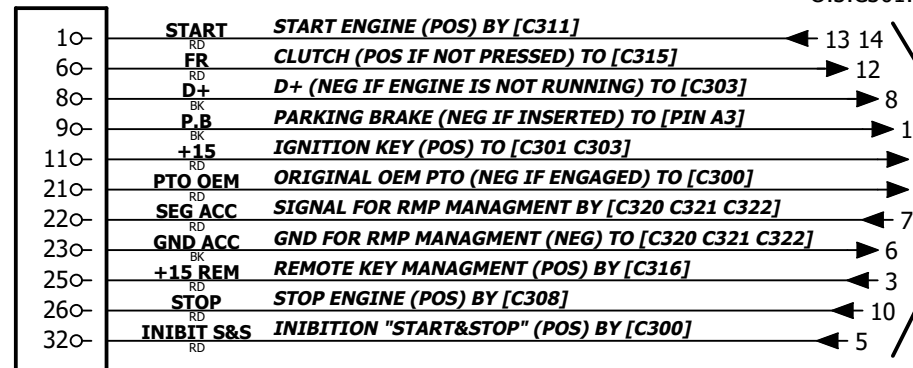 1 START RD START ENGINE (POS) BY [C311] 13 14
6 FR RD CLUTCH (POS IF NOT PRESSED) TO [C315] 12
8 D+ BK D+ (NEG IF ENGINE IS NOT RUNNING) TO [C303] 8
9 P.B BK PARKING BRAKE (NEG IF INSERTED) TO [PIN A3] 1
11 +15 RD IGNITION KEY (POS) TO [C301 C303]
21 PTO OEM RD ORIGINAL OEM PTO (NEG IF ENGAGED) TO [C300]
22 SEG ACC RD SIGNAL FOR RMP MANAGMENT BY [C320 C321 C322] 7
23 GND ACC BK GND FOR RMP MANAGMENT (NEG) TO [C320 C321 C322] 6
25 +15 REM RD REMOTE KEY MANAGMENT (POS) BY [C316] 3
26 STOP RD STOP ENGINE (POS) BY [C308] 10
32 INIBIT S&S RD INIBITION "START&STOP" (POS) BY [C300] 5